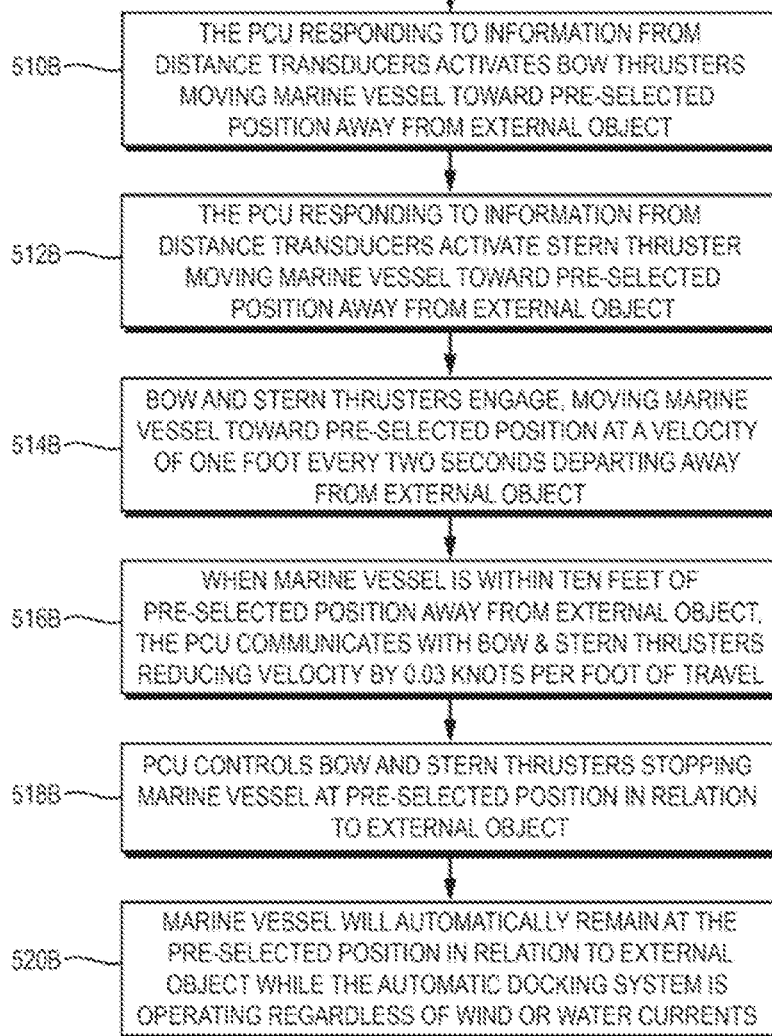 510B
THE PCU RESPONDING TO INFORMATION FROM
DISTANCE TRANSDUCERS ACTIVATES BOW THRUSTERS
MOVING MARINE VESSEL TOWARD PRE-SELECTED
POSITION AWAY FROM EXTERNAL OBJECT
512B
THE PCU RESPONDING TO INFORMATION FROM
DISTANCE TRANSDUCERS ACTIVATE STERN THRUSTER
MOVING MARINE VESSEL TOWARD PRE-SELECTED
POSITION AWAY FROM EXTERNAL OBJECT
514B
BOW AND STERN THRUSTERS ENGAGE, MOVING MARINE
VESSEL TOWARD PRE-SELECTED POSITION AT A VELOCITY
OF ONE FOOT EVERY TWO SECONDS DEPARTING AWAY
FROM EXTERNAL OBJECT
516B
WHEN MARINE VESSEL IS WITHIN TEN FEET OF
PRE-SELECTED POSITION AWAY FROM EXTERNAL OBJECT,
THE PCU COMMUNICATES WITH BOW & STERN THRUSTERS
REDUCING VELOCITY BY 0.03 KNOTS PER FOOT OF TRAVEL
518B
PCU CONTROLS BOW AND STERN THRUSTERS STOPPING
MARINE VESSEL AT PRE-SELECTED POSITION IN RELATION
TO EXTERNAL OBJECT
520B
MARINE VESSEL WILL AUTOMATICALLY REMAIN AT THE
PRE-SELECTED POSITION IN RELATION TO EXTERNAL
OBJECT WHILE THE AUTOMATIC DOCKING SYSTEM IS
OPERATING REGARDLESS OF WIND OR WATER CURRENTS